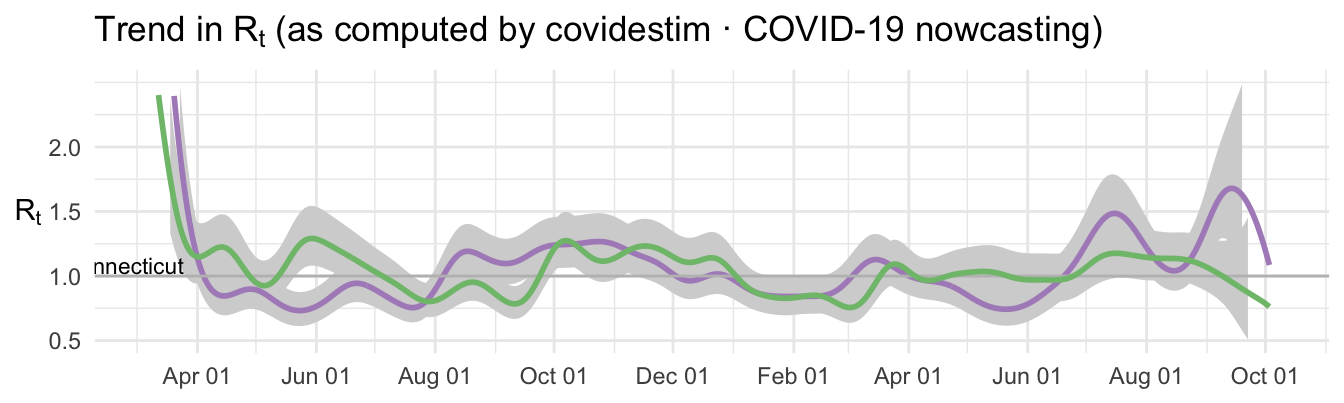 Trend in Rt (as computed by covidestim · COVID-19 nowcasting)
2.0
Rt
1.5
nnecticut
1.0
0.5
Apr 01 Jun 01 Aug 01 Oct 01 Dec 01 Feb 01 Apr 01 Jun 01 Aug 01 Oct 01